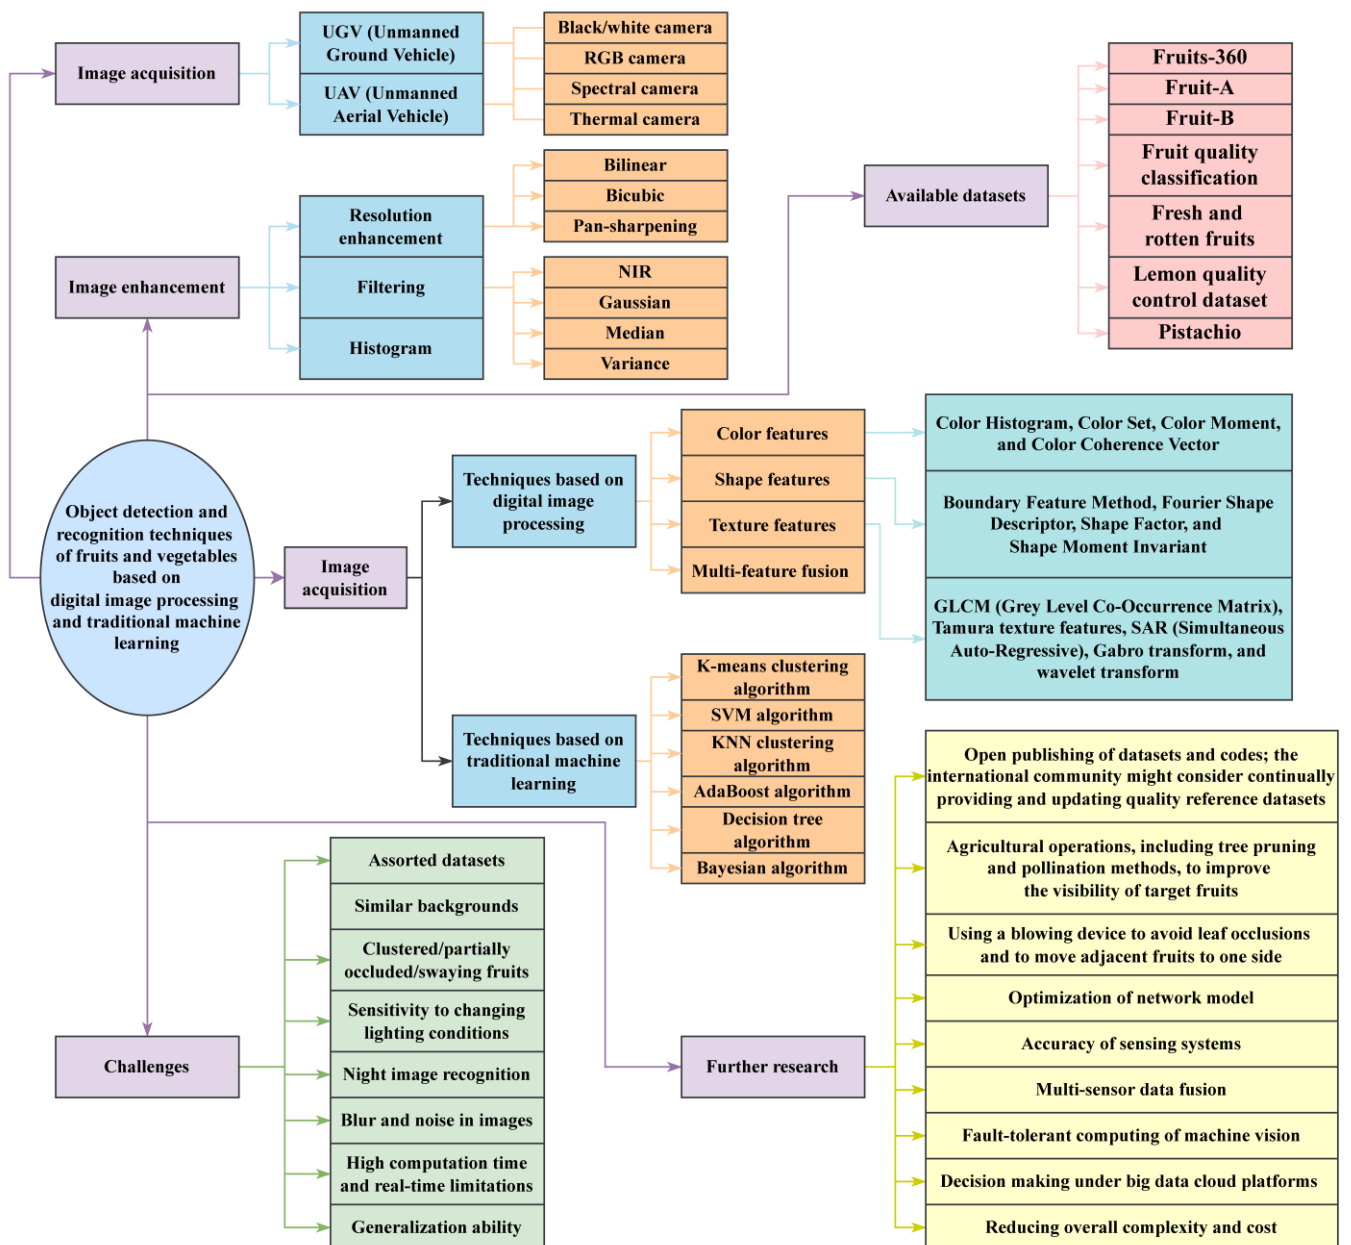 Image acquisition
UGV (Unmanned
Ground Vehicle)
UAV (Unmanned
Aerial Vehicle)
Black/white camera
RGB camera
Spectral camera
Thermal camera
Image enhancement
Resolution
enhancement
Filtering
Histogram
Bilinear
Bicubic
Pan-sharpening
NIR
Gaussian
Median
Variance
Available datasets
Fruits-360
Fruit-A
Fruit-B
Fruit quality
classification
Fresh and
rotten fruits
Lemon quality
control dataset
Pistachio
Object detection and
recognition techniques
of fruits and vegetables
based on
digital image processing
and traditional machine
learning
Image
acquisition
Techniques based on
digital image
processing
Color features
Shape features
Texture features
Multi-feature fusion
Color Histogram, Color Set, Color Moment,
and Color Coherence Vector
Boundary Feature Method, Fourier Shape
Descriptor, Shape Factor, and
Shape Moment Invariant
GLCM (Grey Level Co-Occurrence Matrix),
Tamura texture features, SAR (Simultaneous
Auto-Regressive), Gabro transform, and
wavelet transform
Techniques based on
traditional machine
learning
K-means clustering
algorithm
SVM algorithm
KNN clustering
algorithm
AdaBoost algorithm
Decision tree
algorithm
Bayesian algorithm
Challenges
Assorted datasets
Similar backgrounds
Clustered/partially
occluded/swaying fruits
Sensitivity to changing
lighting conditions
Night image recognition
Blur and noise in images
High computation time
and real-time limitations
Generalization ability
Further research
Open publishing of datasets and codes; the
international community might consider continually
providing and updating quality reference datasets
Agricultural operations, including tree pruning
and pollination methods, to improve
the visibility of target fruits
Using a blowing device to avoid leaf occlusions
and to move adjacent fruits to one side
Optimization of network model
Accuracy of sensing systems
Multi-sensor data fusion
Fault-tolerant computing of machine vision
Decision making under big data cloud platforms
Reducing overall complexity and cost